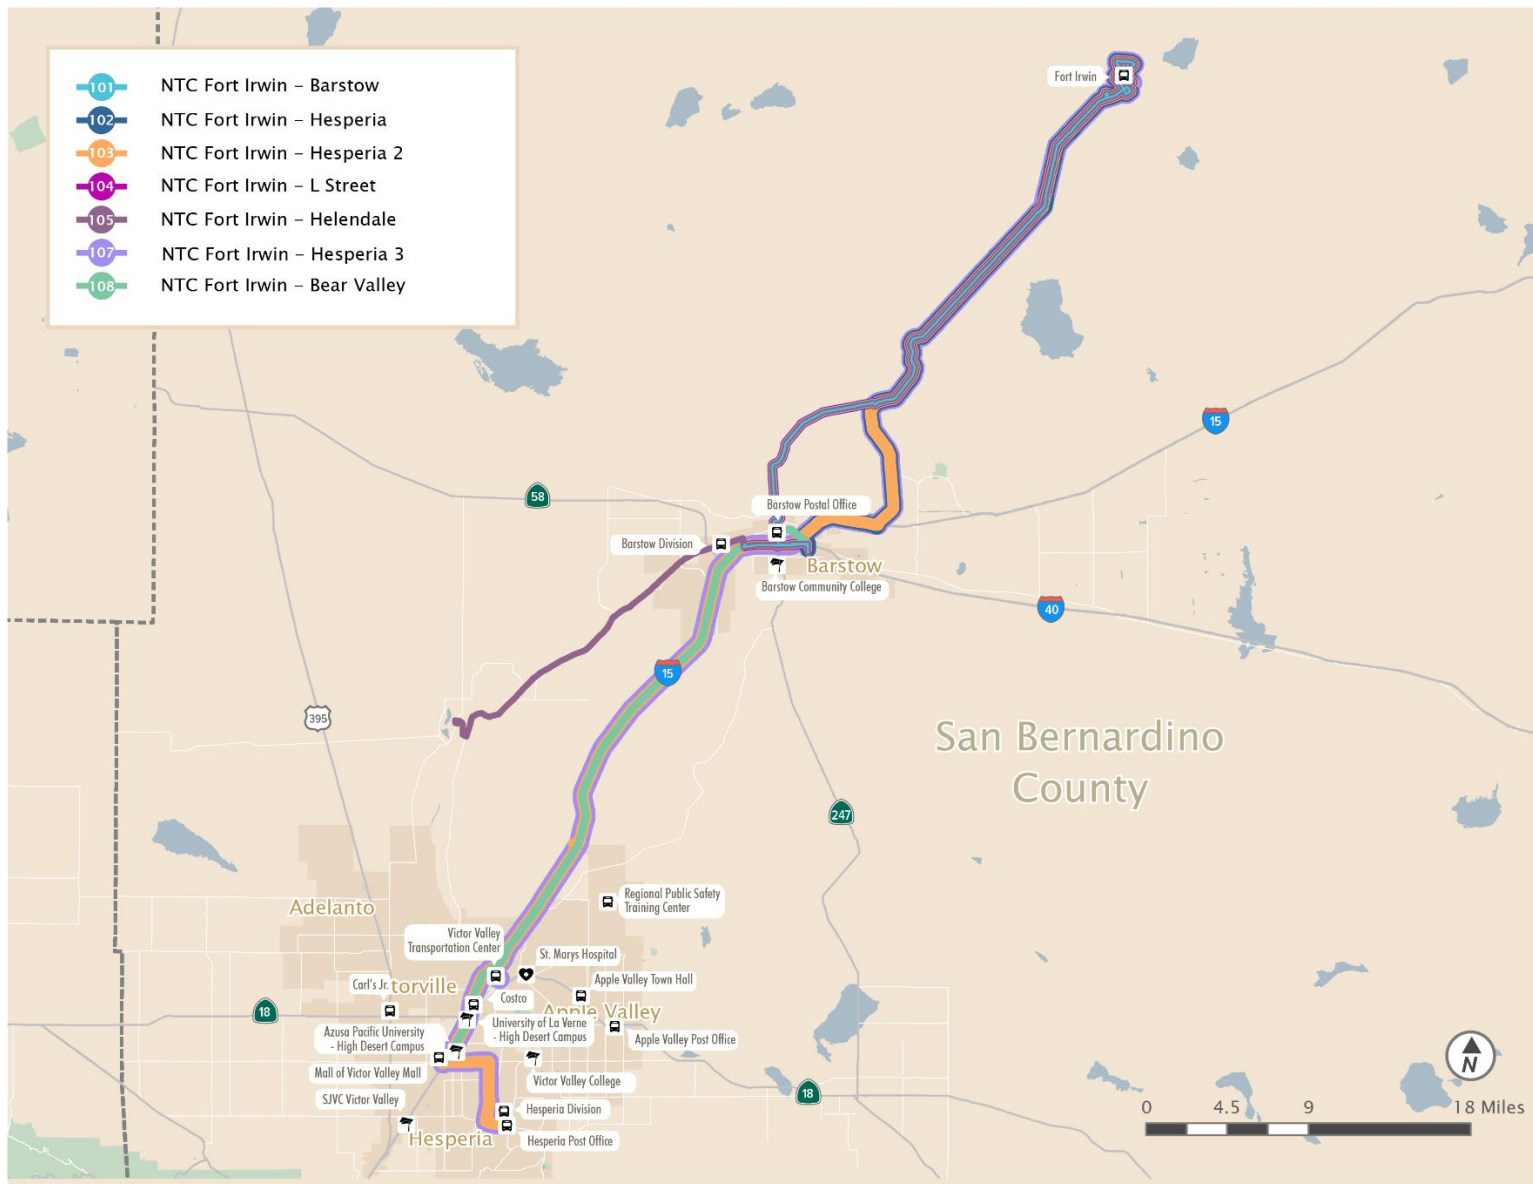 101 NTC Fort Irwin – Barstow
102 NTC Fort Irwin – Hesperia
103 NTC Fort Irwin – Hesperia 2
104 NTC Fort Irwin – L Street
105 NTC Fort Irwin – Helendale
107 NTC Fort Irwin – Hesperia 3
108 NTC Fort Irwin – Bear Valley
Fort Irwin
15
58
Barstow Postal Office
Barstow Division
Barstow
Barstow Community College
40
15
395
San Bernardino
County
247
Adelanto
Regional Public Safety
Training Center
Victor Valley
Transportation Center
St. Marys Hospital
Carl's Jr.
torville
Costco
Apple Valley Town Hall
Apple Valley
18
Azusa Pacific University
- High Desert Campus
University of La Verne
- High Desert Campus
Apple Valley Post Office
Mall of Victor Valley Mall
Victor Valley College
SJVC Victor Valley
18
Hesperia Division
Hesperia
Hesperia Post Office
N
0 4.5 9 18 Miles